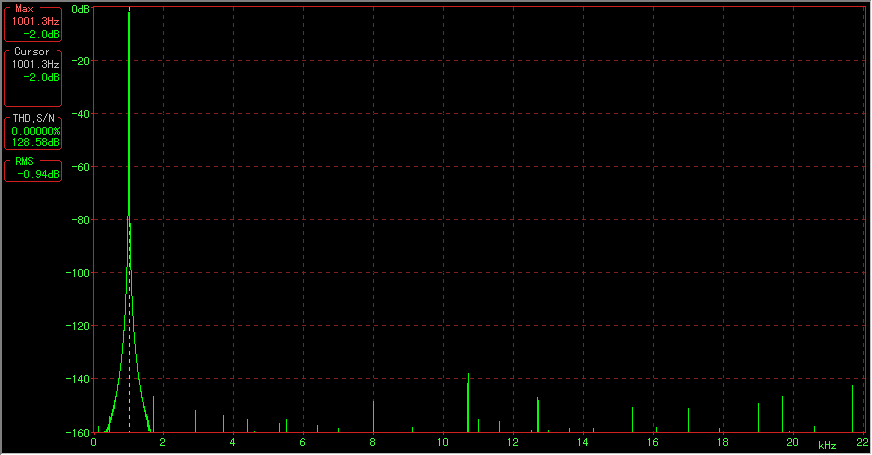 Max
1001.3Hz
-2.0dB
Cursor
1001.3Hz
-2.0dB
THD,S/N
0.00000%
128.58dB
RMS
-0.94dB
0dB
-20
-40
-60
-80
-100
-120
-140
-160
0 2 4 6 8 10 12 14 16 18 20 22
kHz